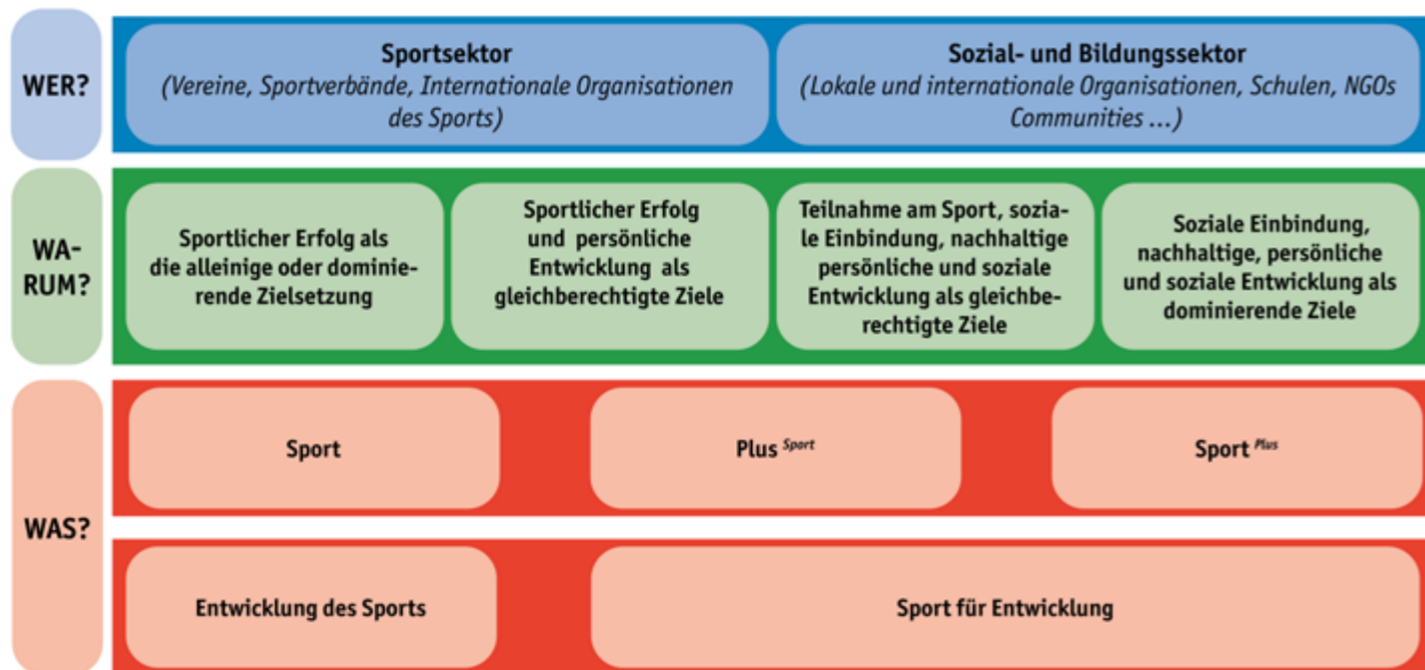 WER?
Sportsektor
(Vereine, Sportverbände, Internationale Organisationen
des Sports)
Sozial- und Bildungssektor
(Lokale und internationale Organisationen, Schulen, NGOs
Communities ...)
WA-
RUM?
Sportlicher Erfolg als
die alleinige oder dominie-
rende Zielsetzung
Sportlicher Erfolg
und persönliche
Entwicklung als
gleichberechtigte Ziele
Teilnahme am Sport, sozia-
le Einbindung, nachhaltige
persönliche und soziale
Entwicklung als gleichbe-
rechtigte Ziele
Soziale Einbindung,
nachhaltige, persönliche
und soziale Entwicklung als
dominierende Ziele
WAS?
Sport
Plus Sport
Sport Plus
Entwicklung des Sports
Sport für Entwicklung